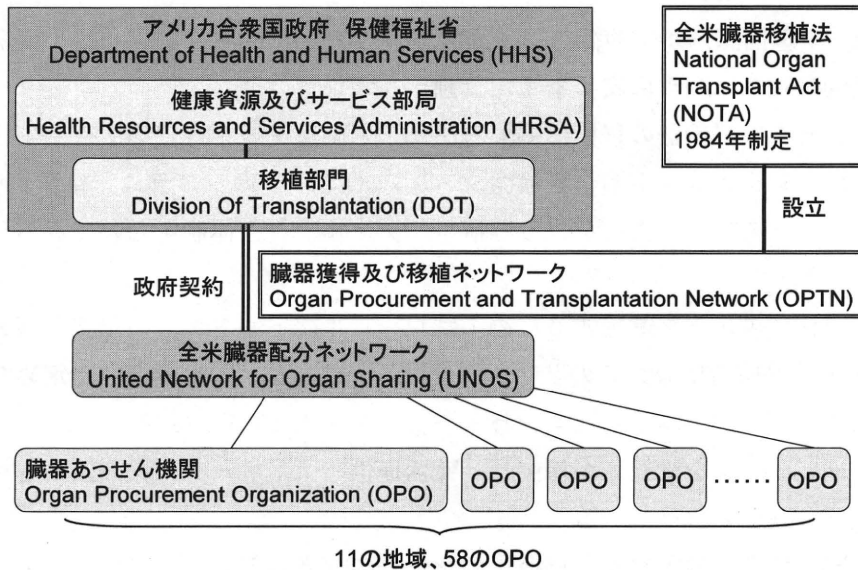 アメリカ合衆国政府 保健福祉省
Department of Health and Human Services (HHS)
健康資源及びサービス部局
Health Resources and Services Administration (HRSA)
移植部門
Division Of Transplantation (DOT)
全米臓器移植法
National Organ
Transplant Act
(NOTA)
1984年制定
設立
政府契約
臓器獲得及び移植ネットワーク
Organ Procurement and Transplantation Network (OPTN)
全米臓器配分ネットワーク
United Network for Organ Sharing (UNOS)
臓器あっせん機関
Organ Procurement Organization (OPO)
OPO
OPO
OPO
……
OPO
11の地域、58のOPO